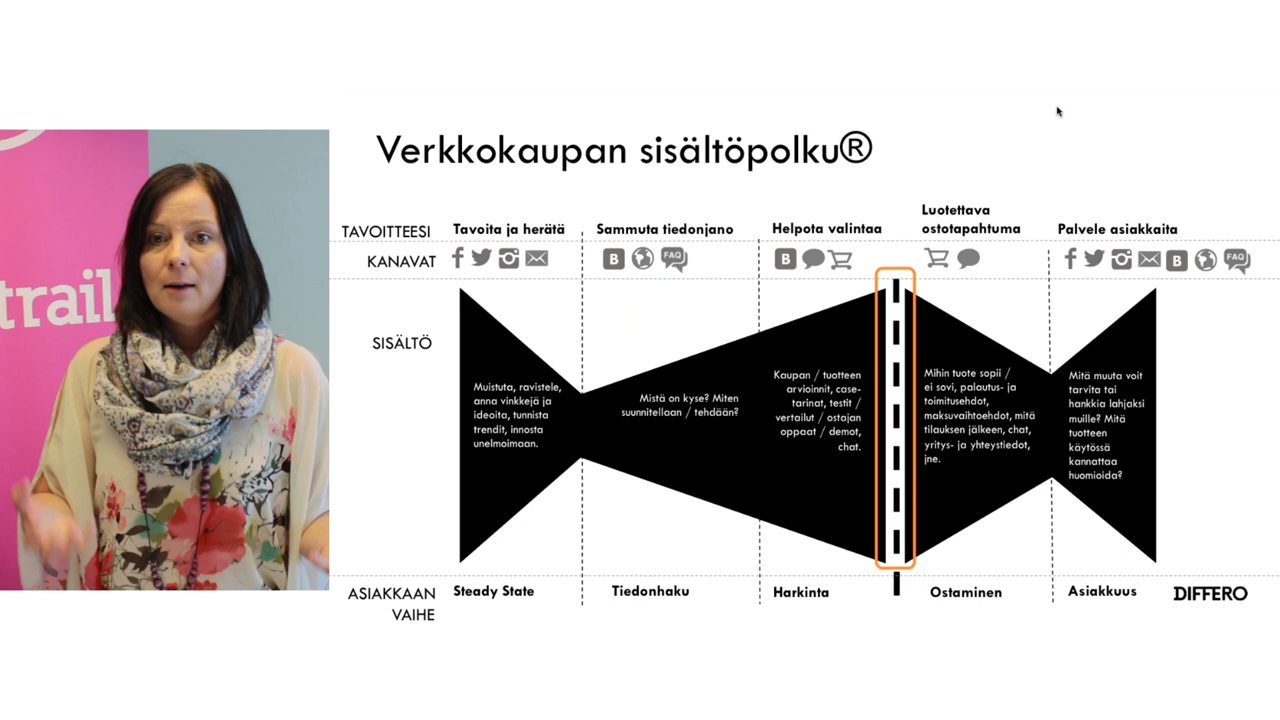 Verkkokaupan sisältöpolku®
TAVOITTEESI
Tavoita ja herätä
Sammuta tiedonjano
Helpota valintaa
Luotettava
ostotapahtuma
Palvele asiakkaita
KANAVAT
B
FAQ
B
B
FAQ
SISÄLTÖ
Muistuta, ravistele,
anna vinkkejä ja
ideoita, tunnista
trendit, innosta
unelmoimaan.
Mistä on kyse? Miten
suunnitellaan / tehdään?
Kaupan / tuotteen
arvioinnit, case-
tarinat, testit /
vertailut / ostajan
oppaat / demot,
chat.
Mihin tuote sopii /
ei sovi, palautus- ja
toimitusehdot,
maksuvaihtoehdot, mitä
tilauksen jälkeen, chat,
yritys- ja yhteystiedot,
jne.
Mitä muuta voit
tarvita tai
hankkia lahjaksi
muille? Mitä
tuotteen
käytössä
kannattaa
huomioida?
ASIAKKAAN
VAIHE
Steady State
Tiedonhaku
Harkinta
Ostaminen
Asiakkuus
DIFFERO
trail